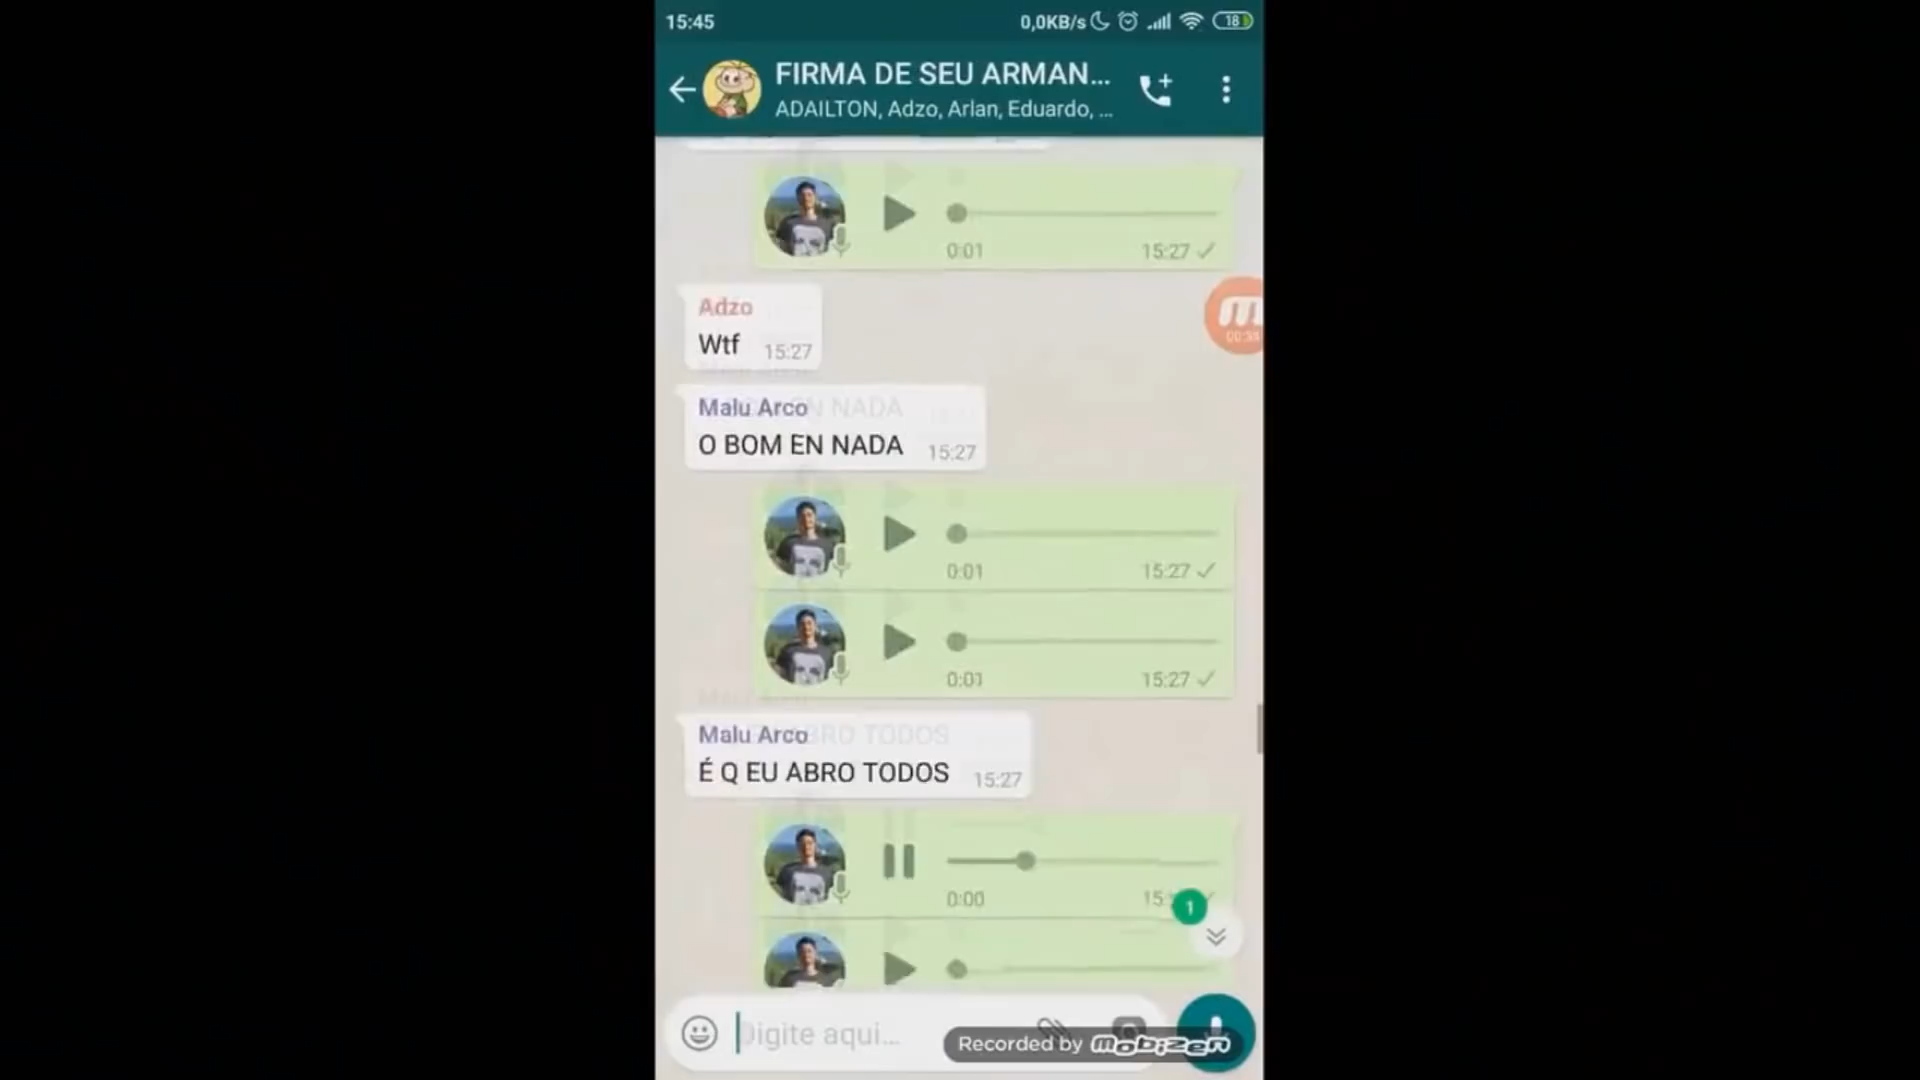 15:45
0,0KB/s
18
FIRMA DE SEU ARMAN...
ADAILTON, Adzo, Arlan, Eduardo, ...
0:01
15:27
Adzo
Wtf
15:27
00:38
Malu Arco
O BOM EN NADA
15:27
0:01
15:27
0:01
15:27
Malu Arco
É Q EU ABRO TODOS
15:27
0:00
1
Digite aqui...
Recorded by mobizen